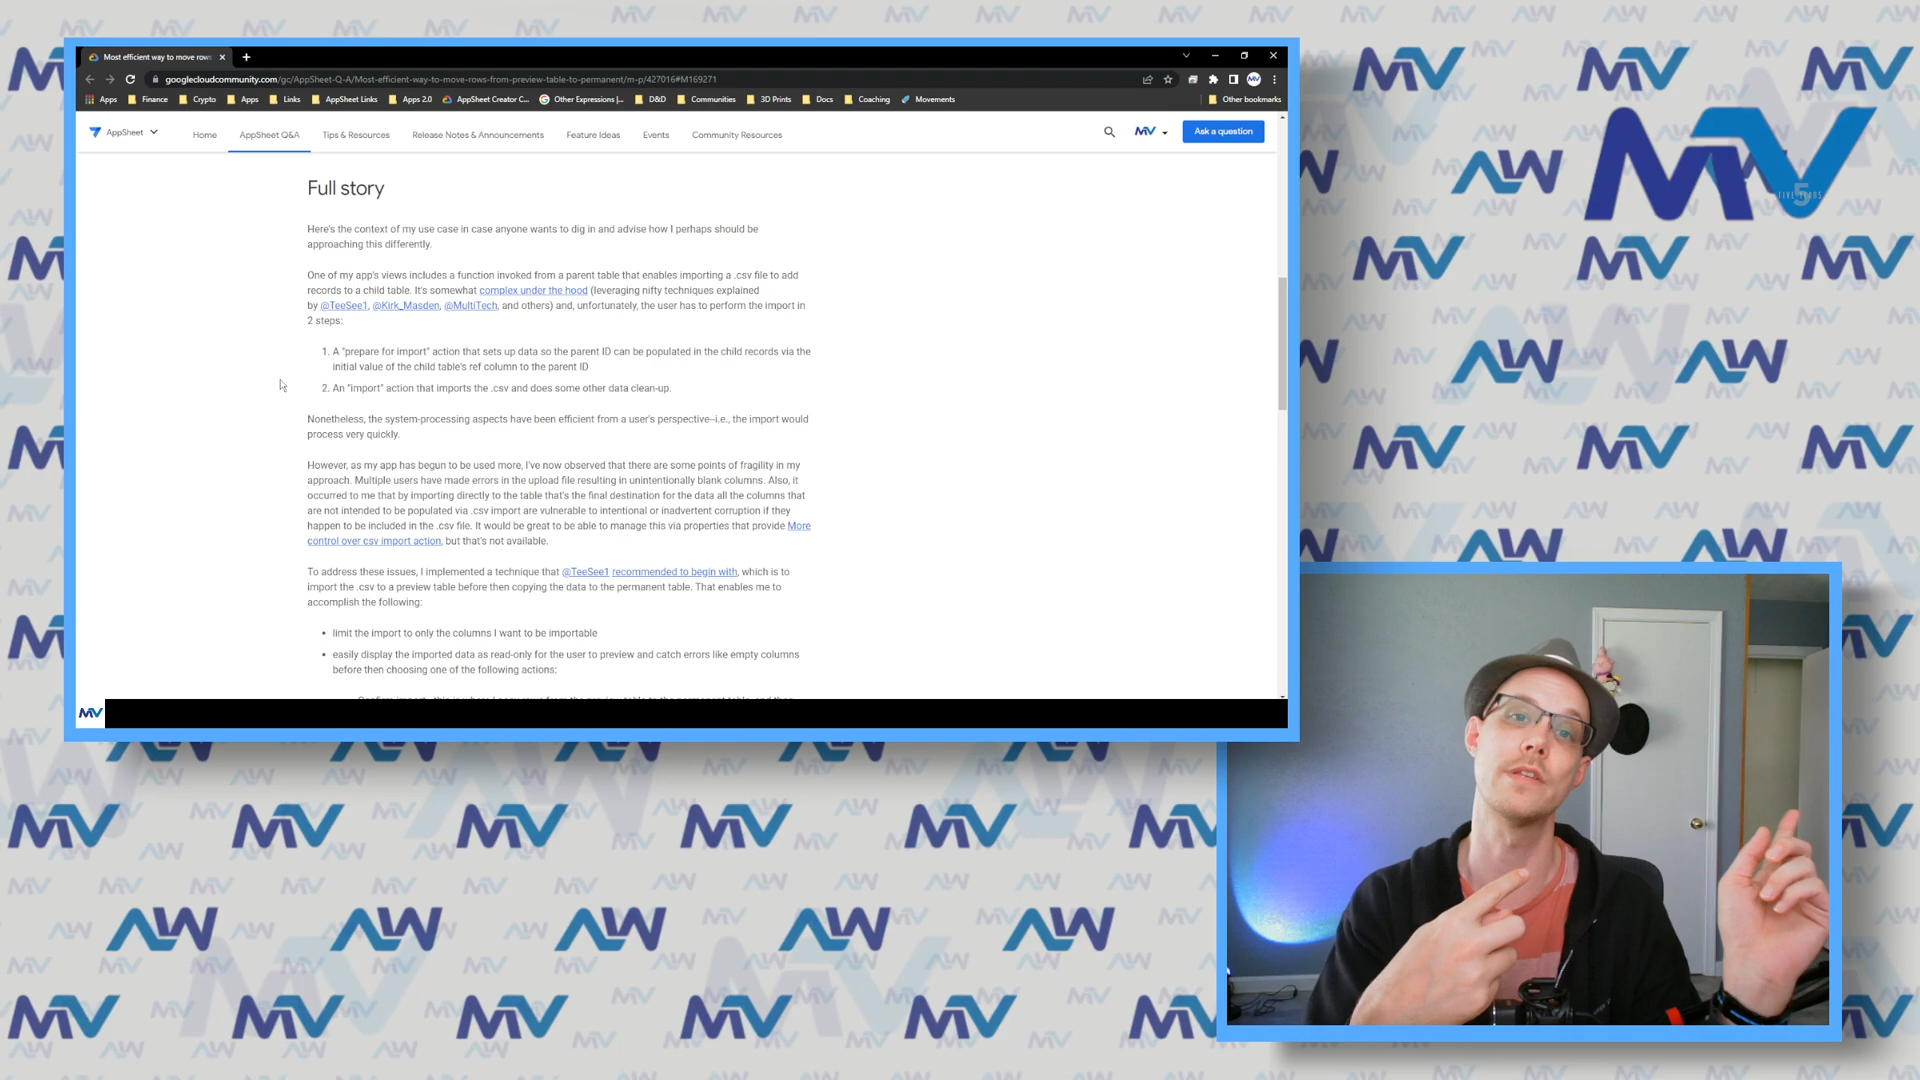 Most efficient way to move rows
googlecloudcommunity.com/gc/AppSheet-Q-A/Most-efficient-way-to-move-rows-from-preview-table-to-permanent/m-p/427016#M169271
Apps Finance Crypto Apps Links AppSheet Links Apps 2.0 AppSheet Creator C... Other Expressions |... D&D Communities 3D Prints Docs Coaching Movements Other bookmarks
AppSheet Home AppSheet Q&A Tips & Resources Release Notes & Announcements Feature Ideas Events Community Resources MV Ask a question
Full story
Here's the context of my use case in case anyone wants to dig in and advise how I perhaps should be
approaching this differently.
One of my app's views includes a function invoked from a parent table that enables importing a .csv file to add
records to a child table. It's somewhat complex under the hood (leveraging nifty techniques explained
by @TeeSee1, @Kirk_Masden, @MultiTech, and others) and, unfortunately, the user has to perform the import in
2 steps:
1. A "prepare for import" action that sets up data so the parent ID can be populated in the child records via the
initial value of the child table's ref column to the parent ID
2. An "import" action that imports the .csv and does some other data clean-up.
Nonetheless, the system-processing aspects have been efficient from a user's perspective--i.e., the import would
process very quickly.
However, as my app has begun to be used more, I've now observed that there are some points of fragility in my
approach. Multiple users have made errors in the upload file resulting in unintentionally blank columns. Also, it
occurred to me that by importing directly to the table that's the final destination for the data all the columns that
are not intended to be populated via .csv import are vulnerable to intentional or inadvertent corruption if they
happen to be included in the .csv file. It would be great to be able to manage this via properties that provide More
control over csv import action, but that's not available.
To address these issues, I implemented a technique that @TeeSee1 recommended to begin with, which is to
import the .csv to a preview table before then copying the data to the permanent table. That enables me to
accomplish the following:
• limit the import to only the columns I want to be importable
• easily display the imported data as read-only for the user to preview and catch errors like empty columns
before then choosing one of the following actions:
MV
MV
5